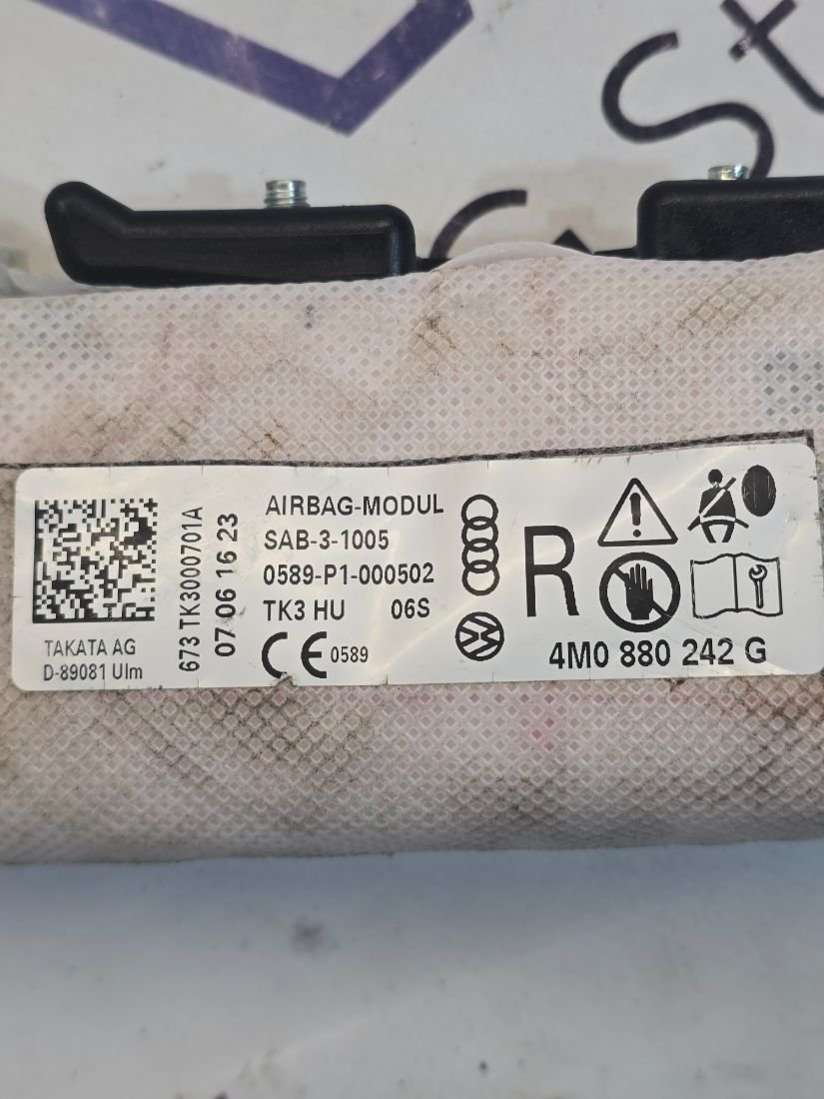 AIRBAG-MODUL
SAB-3-1005
0589-P1-000502
TK3 HU 06S
CE 0589
TAKATA AG
D-89081 Ulm
673 TK3000701A
07 06 16 23
R
4M0 880 242 G